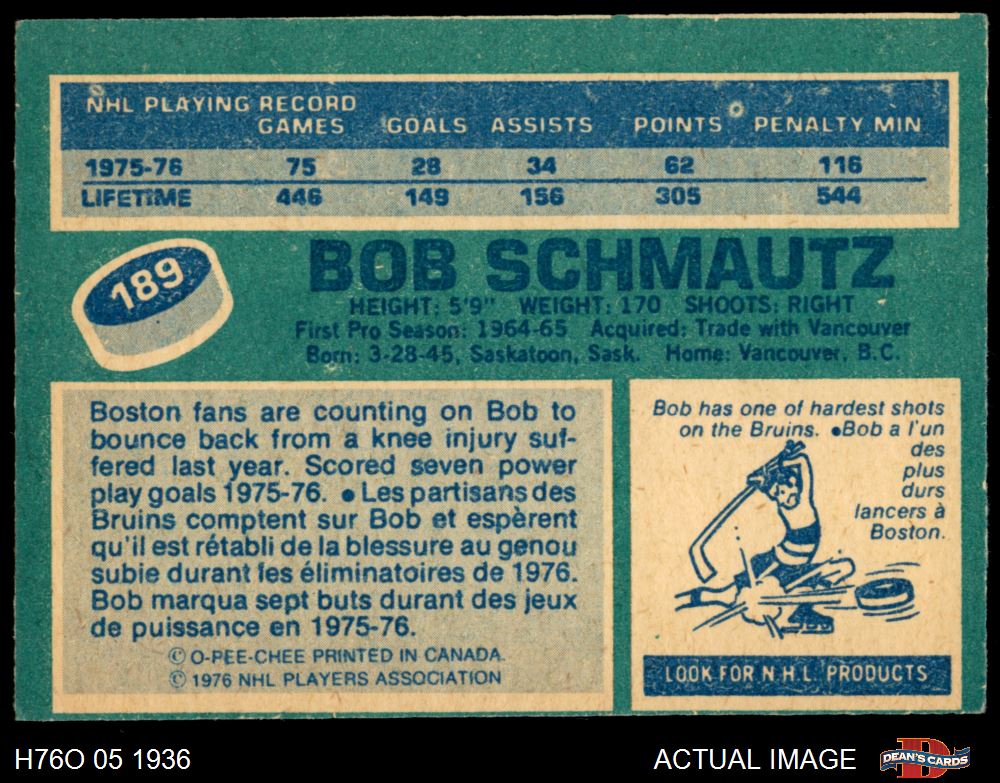 NHL PLAYING RECORD
GAMES GOALS ASSISTS POINTS PENALTY MIN
1975-76 75 28 34 62 116
LIFETIME 446 149 156 305 544
189
BOB SCHMAUTZ
HEIGHT: 5'9" WEIGHT: 170 SHOOTS: RIGHT
First Pro Season: 1964-65 Acquired: Trade with Vancouver
Born: 3-28-45, Saskatoon, Sask. Home: Vancouver, B.C.
Boston fans are counting on Bob to
bounce back from a knee injury suf-
fered last year. Scored seven power
play goals 1975-76. ● Les partisans des
Bruins comptent sur Bob et espèrent
qu'il est rétabli de la blessure au genou
subie durant les éliminatoires de 1976.
Bob marqua sept buts durant des jeux
de puissance en 1975-76.
© O-PEE-CHEE PRINTED IN CANADA.
© 1976 NHL PLAYERS ASSOCIATION
Bob has one of hardest shots
on the Bruins. ●Bob a l'un
des
plus
durs
lancers à
Boston.
LOOK FOR N.H.L. PRODUCTS
H76O 05 1936
ACTUAL IMAGE
D
DEAN'S CARDS